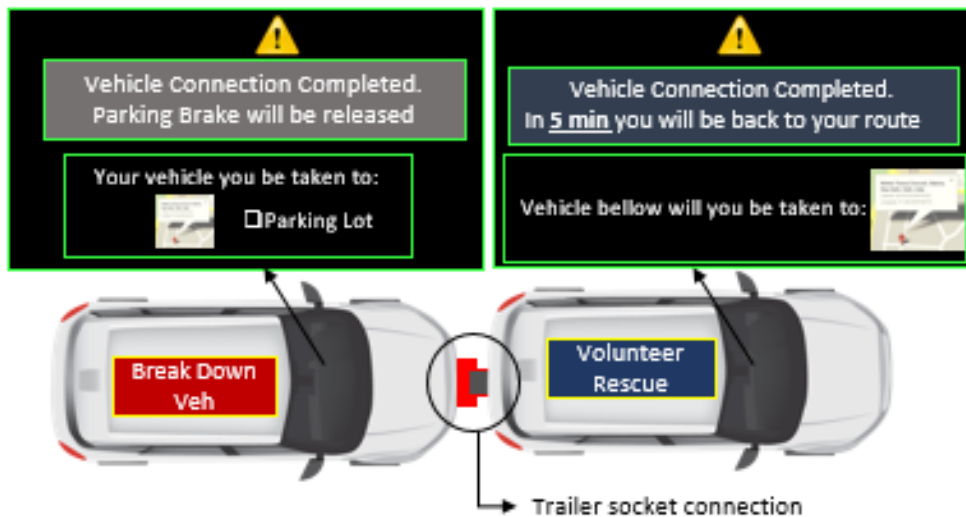 Vehicle Connection Completed.
Parking Brake will be released
Your vehicle you be taken to:
Parking Lot
Vehicle Connection Completed.
In 5 min you will be back to your route
Vehicle bellow will you be taken to:
Break Down
Veh
Volunteer
Rescue
Trailer socket connection